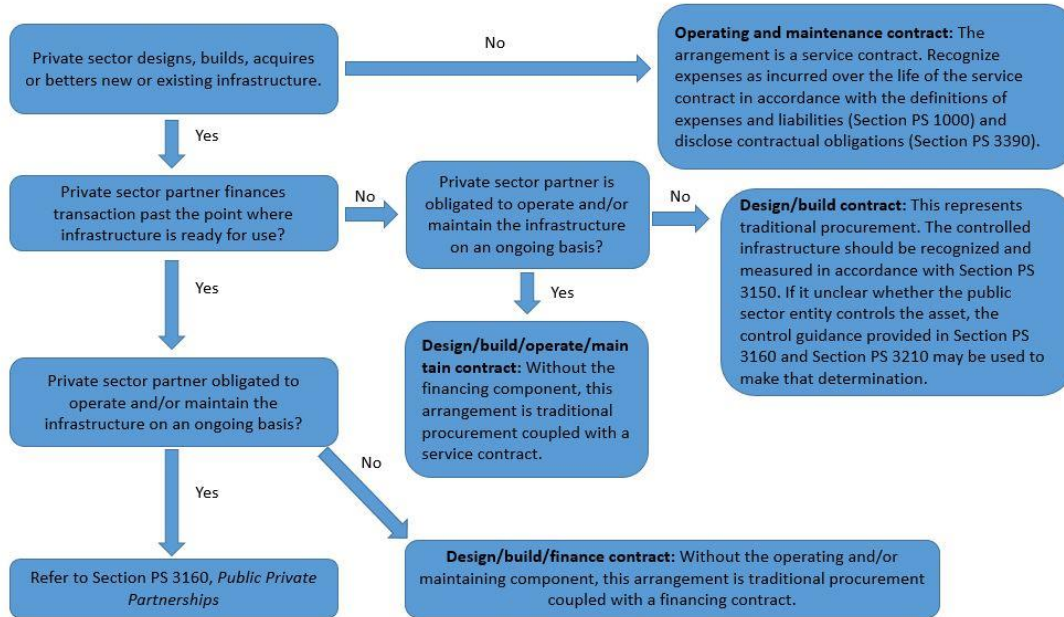 Private sector designs, builds, acquires
or betters new or existing infrastructure.
No
Operating and maintenance contract: The
arrangement is a service contract. Recognize
expenses as incurred over the life of the service
contract in accordance with the definitions of
expenses and liabilities (Section PS 1000) and
disclose contractual obligations (Section PS 3390).
Yes
Private sector partner finances
transaction past the point where
infrastructure is ready for use?
No
Private sector partner is
obligated to operate and/or
maintain the infrastructure
on an ongoing basis?
No
Design/build contract: This represents
traditional procurement. The controlled
infrastructure should be recognized and
measured in accordance with Section PS
3150. If it unclear whether the public
sector entity controls the asset, the
control guidance provided in Section PS
3160 and Section PS 3210 may be used to
make that determination.
Yes
Yes
Design/build/operate/main
tain contract: Without the
financing component, this
arrangement is traditional
procurement coupled with a
service contract.
Private sector partner obligated to
operate and/or maintain the
infrastructure on an ongoing basis?
No
Yes
Design/build/finance contract: Without the operating and/or
maintaining component, this arrangement is traditional procurement
coupled with a financing contract.
Refer to Section PS 3160, Public Private
Partnerships